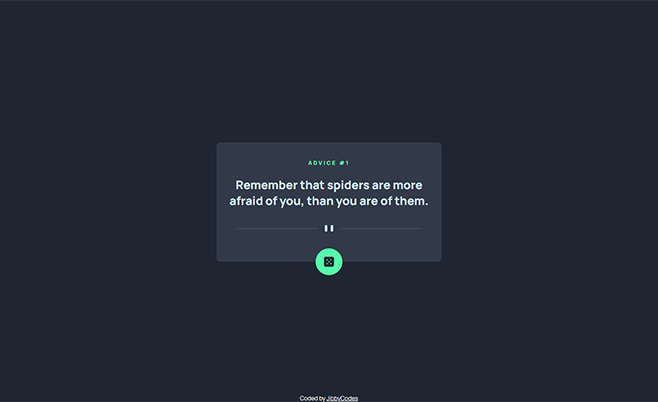 ADVICE #1
Remember that spiders are more
afraid of you, than you are of them.
Coded by JibbyCodes